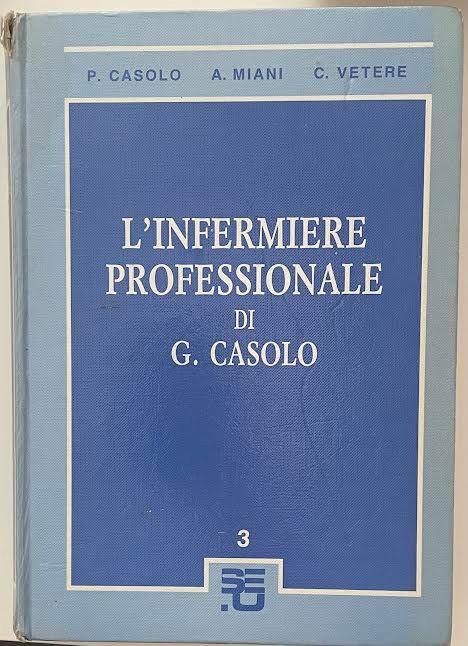 P. CASOLO A. MIANI C. VETERE
L'INFERMIERE
PROFESSIONALE
DI
G. CASOLO
3